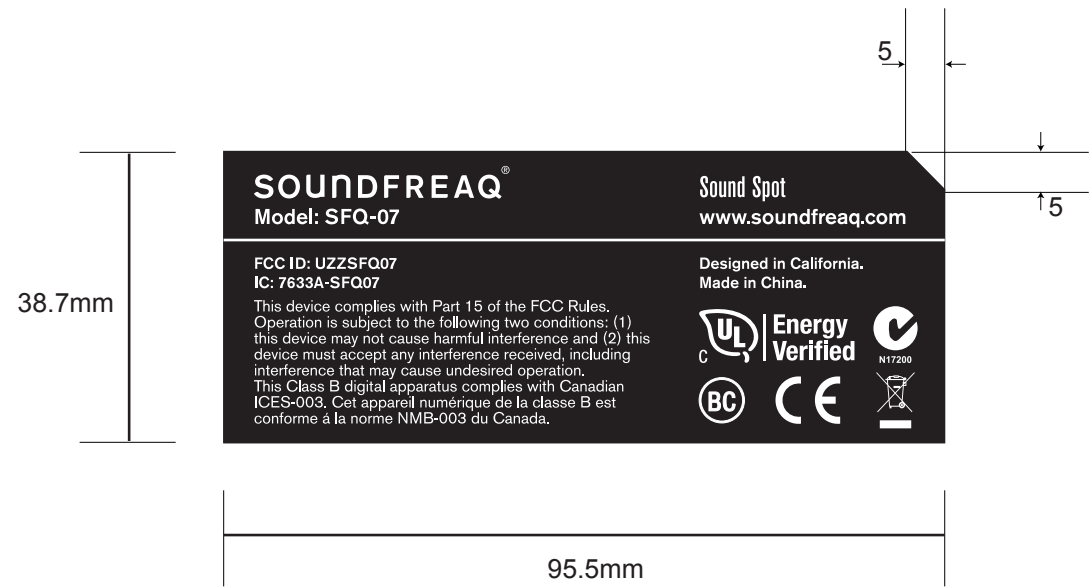 5
5
38.7mm
SOUNDFREAQ®
Model: SFQ-07
Sound Spot
www.soundfreaq.com
FCC ID: UZZSFQ07
IC: 7633A-SFQ07
This device complies with Part 15 of the FCC Rules.
Operation is subject to the following two conditions: (1)
this device may not cause harmful interference and (2) this
device must accept any interference received, including
interference that may cause undesired operation.
This Class B digital apparatus complies with Canadian
ICES-003. Cet appareil numérique de la classe B est
conforme á la norme NMB-003 du Canada.
Designed in California.
Made in China.
C UL Energy
Verified
N17200
BC CE
95.5mm